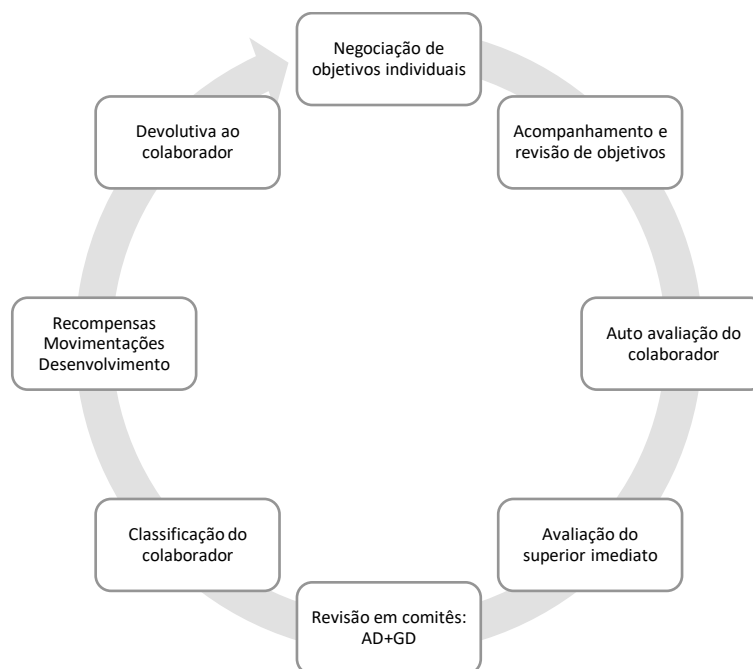 Negociação de
objetivos individuais
Acompanhamento e
revisão de objetivos
Auto avaliação do
colaborador
Avaliação do
superior imediato
Revisão em comitês:
AD+GD
Classificação do
colaborador
Recompensas
Movimentações
Desenvolvimento
Devolutiva ao
colaborador